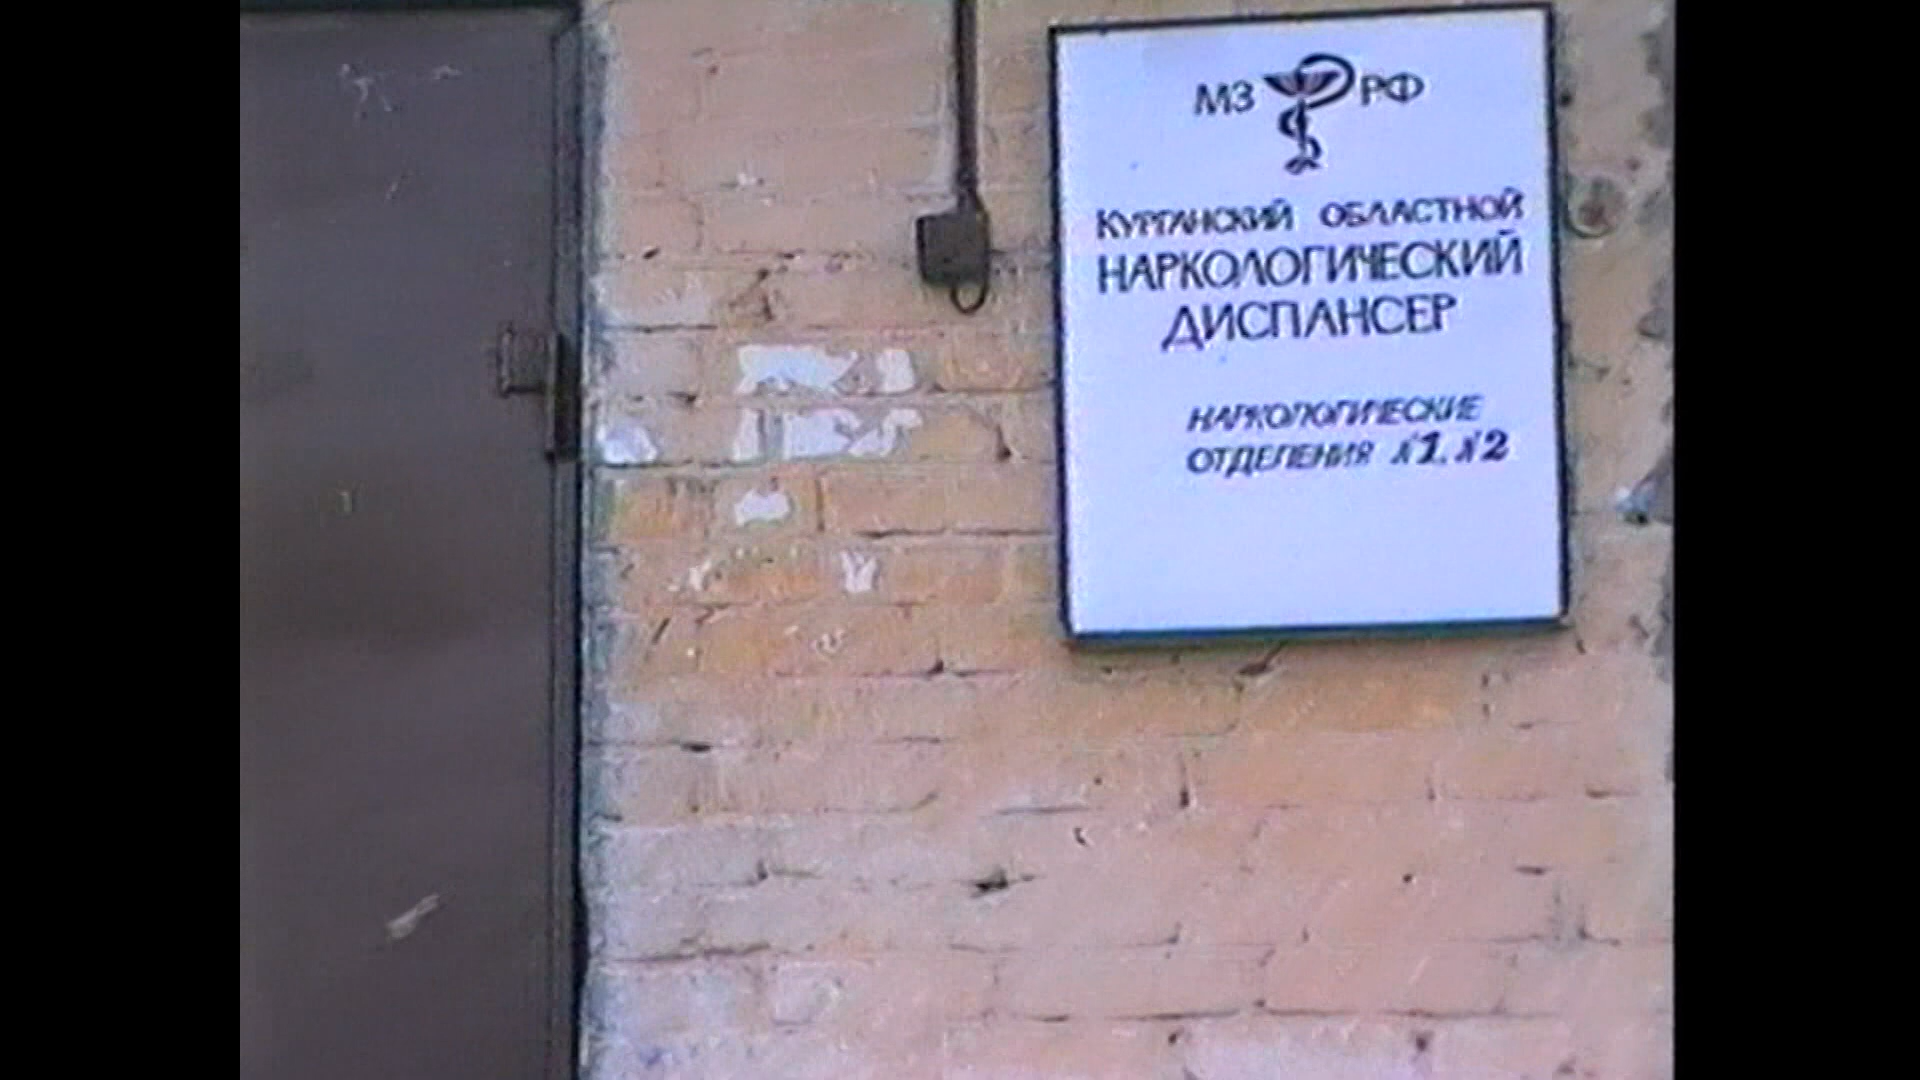 МЗ РФ
КУРГАНСКИЙ ОБЛАСТНОЙ
НАРКОЛОГИЧЕСКИЙ
ДИСПАНСЕР
НАРКОЛОГИЧЕСКИЕ
ОТДЕЛЕНИЯ №1, №2